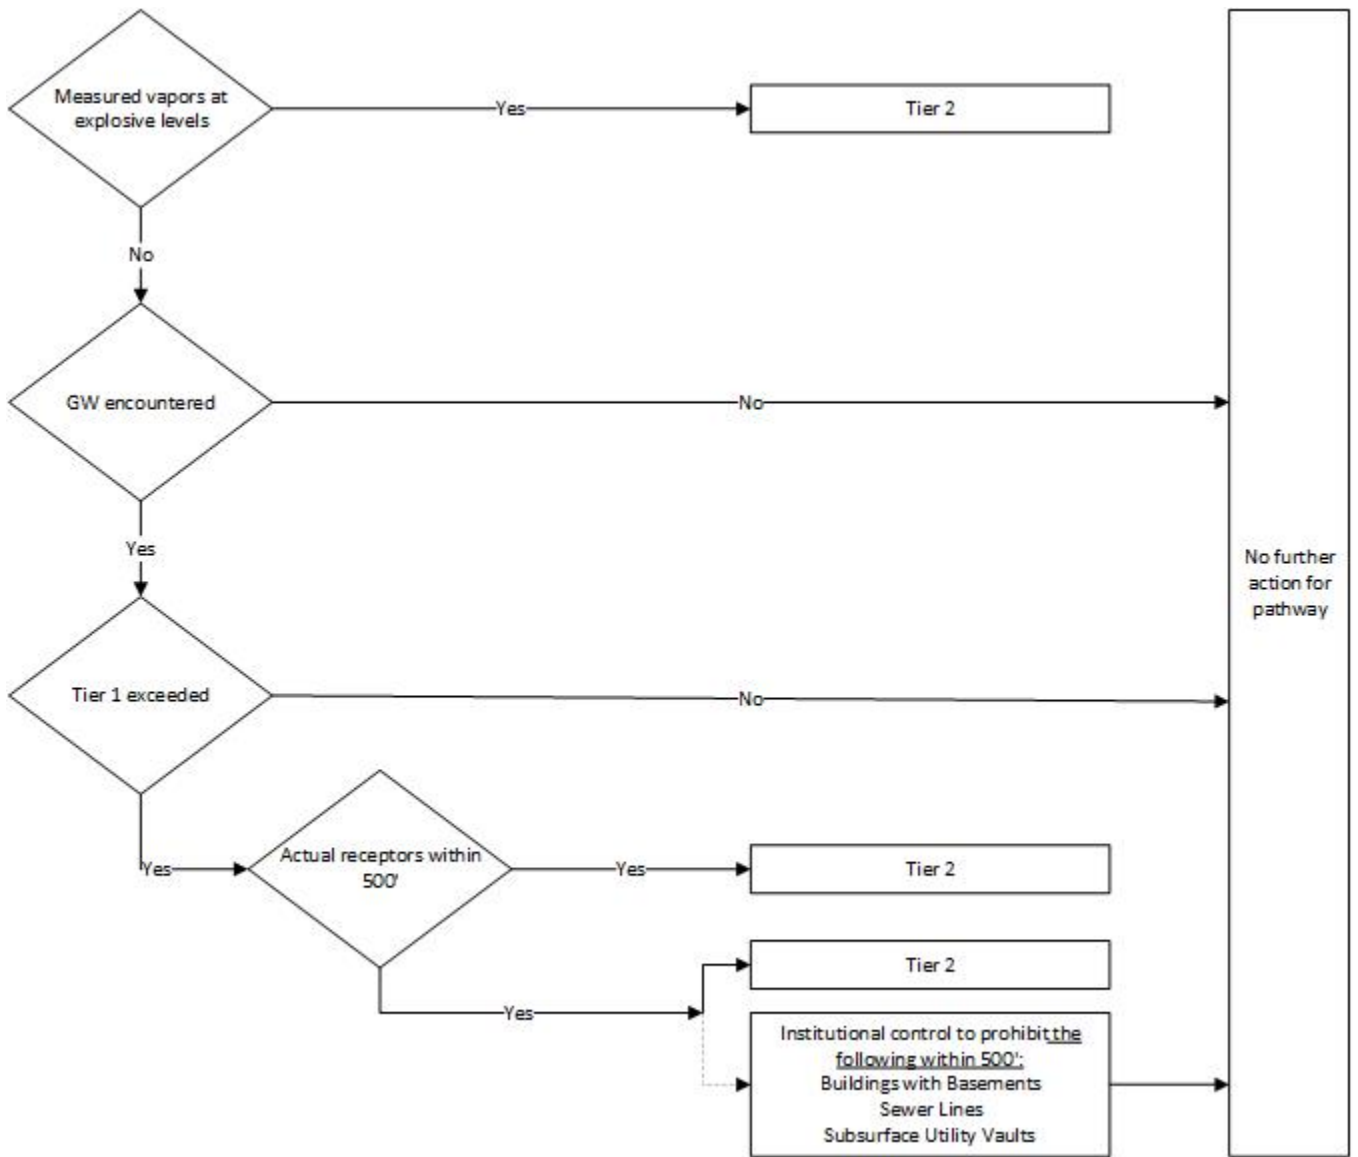 Measured vapors at
explosive levels
Yes
Tier 2
No
GW encountered
No
Yes
No further
action for
pathway
Tier 1 exceeded
No
Actual receptors within
500'
Yes
Yes
Tier 2
Tier 2
Yes
Institutional control to prohibit the
following within 500':
Buildings with Basements
Sewer Lines
Subsurface Utility Vaults